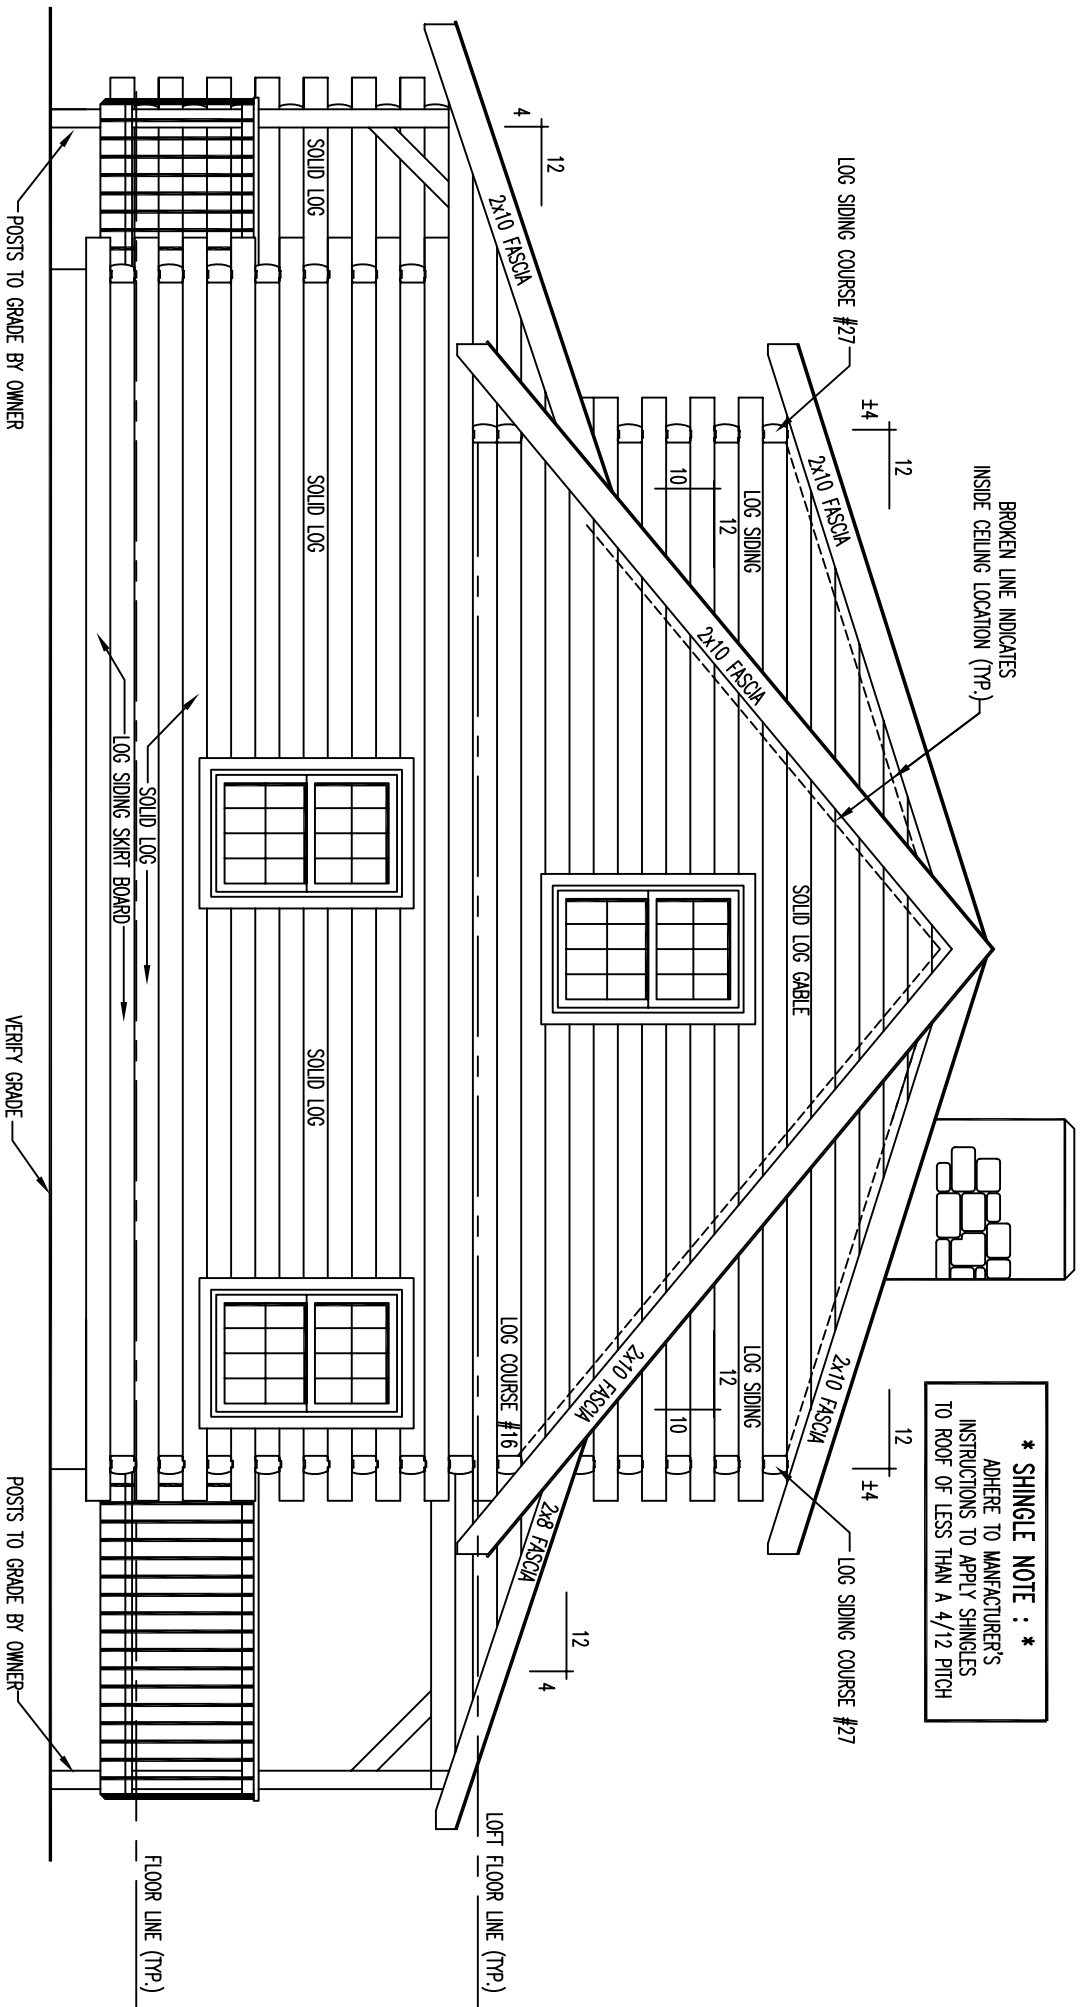 * SHINGLE NOTE : *
ADHERE TO MANFACTURER'S
INSTRUCTIONS TO APPLY SHINGLES
TO ROOF OF LESS THAN A 4/12 PITCH
BROKEN LINE INDICATES
INSIDE CEILING LOCATION (TYP.)
12
±4
12
±4
LOG SIDING COURSE #27
LOG SIDING COURSE #27
2x10 FASCIA
2x10 FASCIA
SOLID LOG GABLE
LOG SIDING
12
10
LOG SIDING
12
10
2x10 FASCIA
2x10 FASCIA
12
4
12
4
2x10 FASCIA
2x8 FASCIA
LOG COURSE #16
LOFT FLOOR LINE (TYP.)
SOLID LOG
SOLID LOG
SOLID LOG
SOLID LOG
LOG SIDING SKIRT BOARD
FLOOR LINE (TYP.)
POSTS TO GRADE BY OWNER
VERIFY GRADE
POSTS TO GRADE BY OWNER